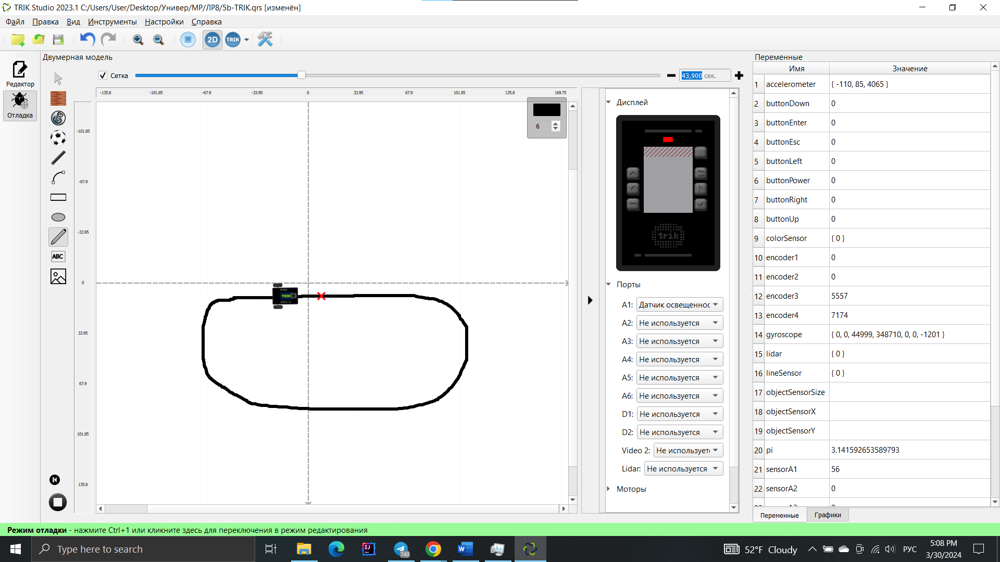 TRIK Studio 2023.1 C:/Users/User/Desktop/Универ/МР/ЛР8/5b-TRIK.qrs [изменён]
Файл Правка Вид Инструменты Настройки Справка
2D TRIK
Двумерная модель
Переменные
Редактор
Отладка
Сетка
43,900 сек.
-135.8 -101.85 -67.9 -33.95 0 33.95 67.9 101.85 135.8 169.75
-101.85
-67.9
-33.95
0
33.95
67.9
101.85
135.8
6
ABC
TRIK
Дисплей
trik
Порты
A1: Датчик освещеннос
A2: Не используется
A3: Не используется
A4: Не используется
A5: Не используется
A6: Не используется
D1: Не используется
D2: Не используется
Video 2: Не используетс
Lidar: Не используется
Моторы
Имя Значение
1 accelerometer { -110, 85, 4065 }
2 buttonDown 0
3 buttonEnter 0
4 buttonEsc 0
5 buttonLeft 0
6 buttonPower 0
7 buttonRight 0
8 buttonUp 0
9 colorSensor { 0 }
10 encoder1 0
11 encoder2 0
12 encoder3 5557
13 encoder4 7174
14 gyroscope { 0, 0, 44999, 348710, 0, 0, -1201 }
15 lidar { 0 }
16 lineSensor { 0 }
17 objectSensorSize
18 objectSensorX
19 objectSensorY
20 pi 3.141592653589793
21 sensorA1 56
22 sensorA2 0
Переменные Графики
Режим отладки - нажмите Ctrl+1 или кликните здесь для переключения в режим редактирования
Type here to search
IJ
740
W
52°F Cloudy
РУС
5:08 PM
3/30/2024